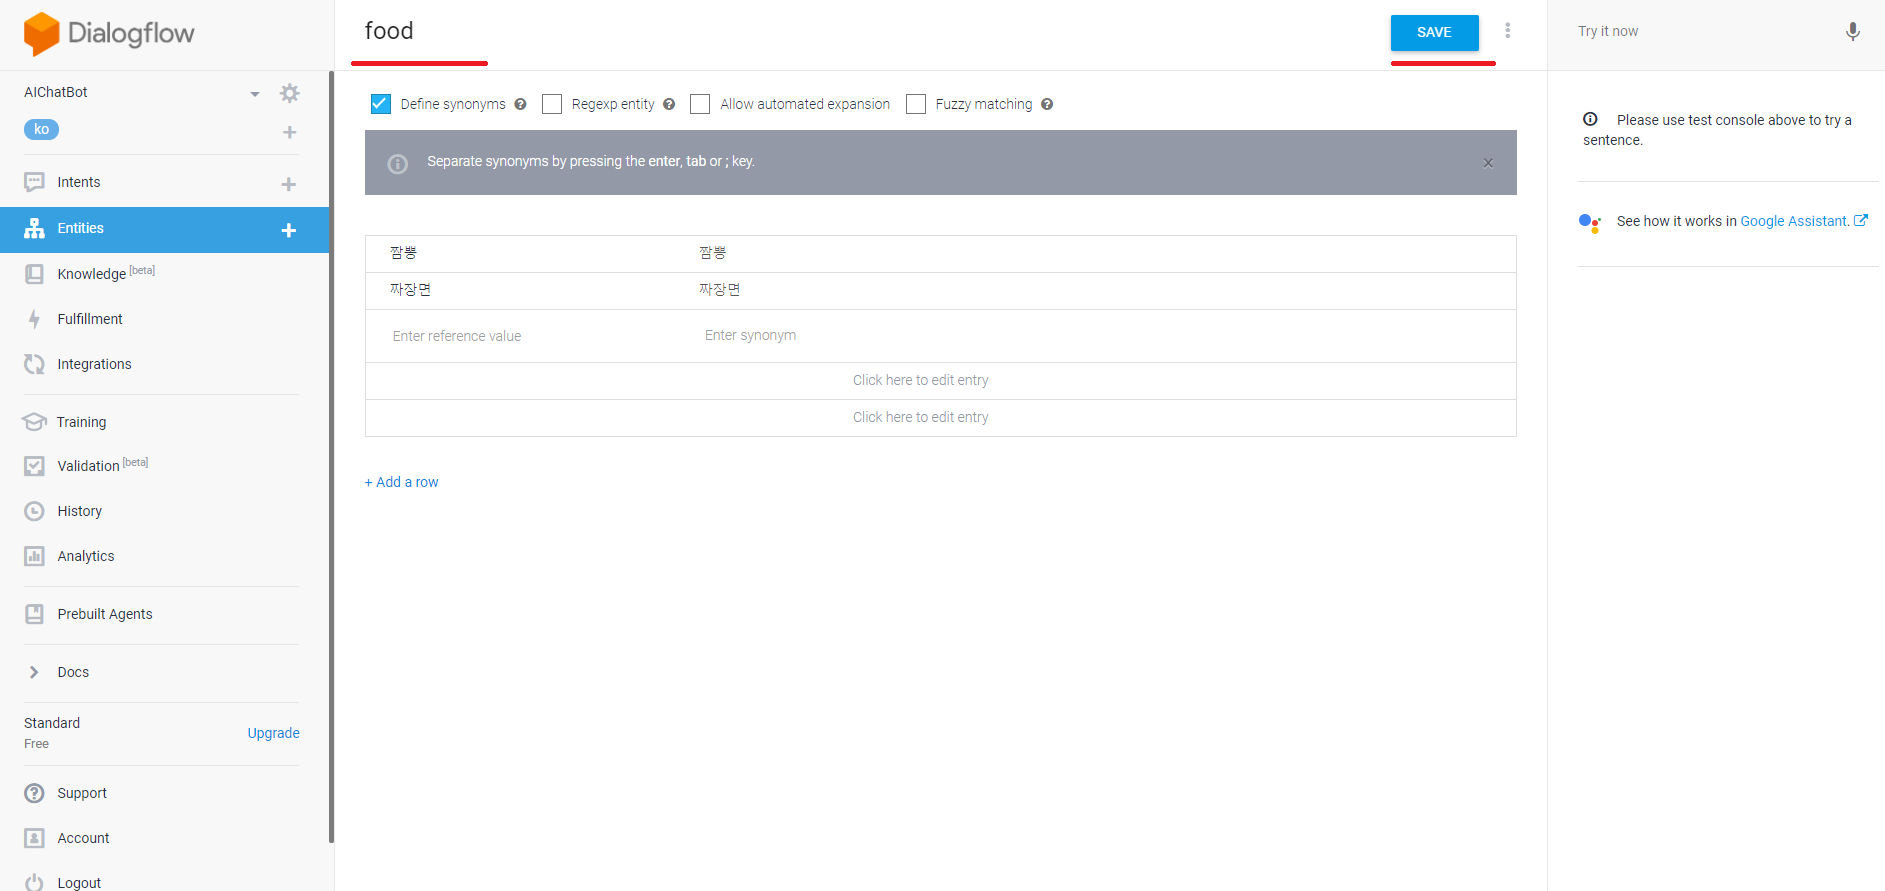 Dialogflow
AIChatBot
ko
Intents
Entities
Knowledge [beta]
Fulfillment
Integrations
Training
Validation [beta]
History
Analytics
Prebuilt Agents
Docs
Standard
Free
Upgrade
Support
Account
Logout
food
SAVE
Define synonyms Regexp entity Allow automated expansion Fuzzy matching
Separate synonyms by pressing the enter, tab or ; key.
짬뽕 짬뽕
짜장면 짜장면
Enter reference value Enter synonym
Click here to edit entry
Click here to edit entry
+ Add a row
Try it now
Please use test console above to try a
sentence.
See how it works in Google Assistant.